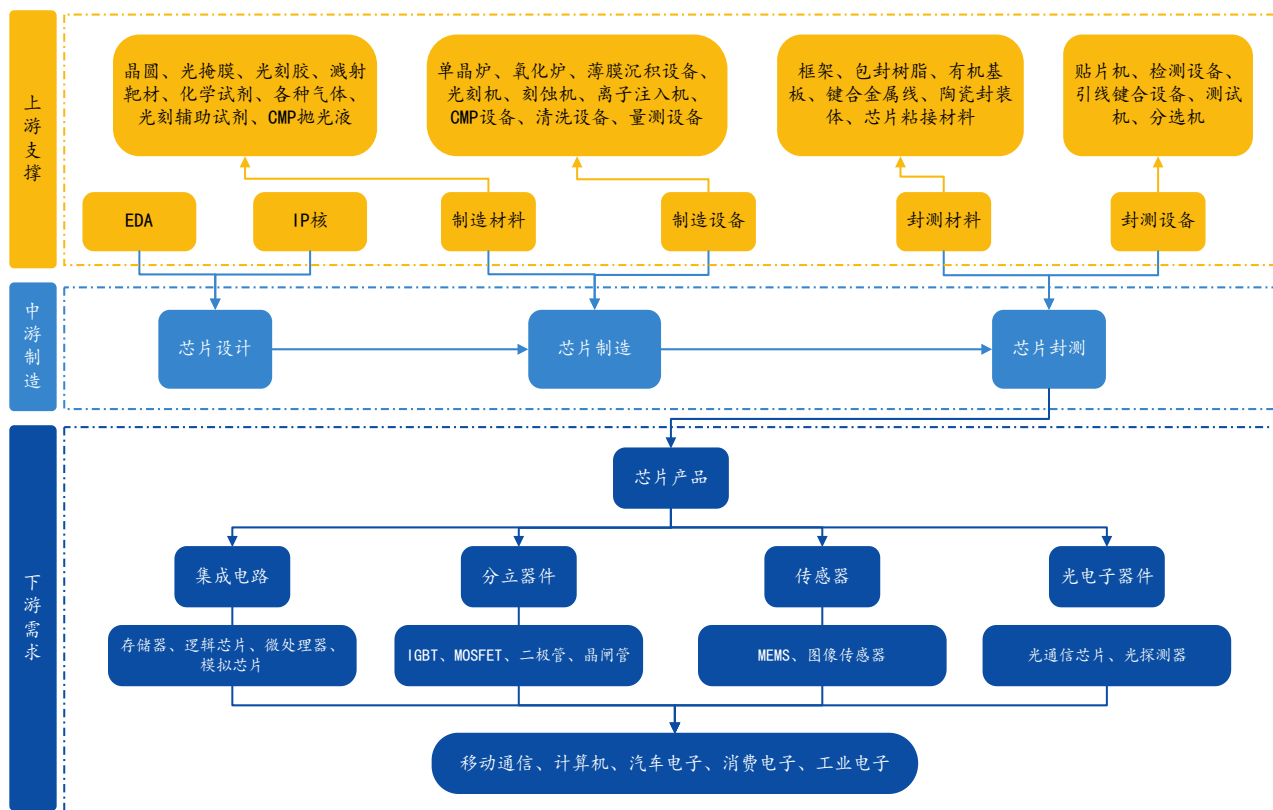 上游支撑
晶圆、光掩膜、光刻胶、溅射
靶材、化学试剂、各种气体、
光刻辅助试剂、CMP抛光液
单晶炉、氧化炉、薄膜沉积设备、
光刻机、刻蚀机、离子注入机、
CMP设备、清洗设备、量测设备
框架、包封树脂、有机基
板、键合金属线、陶瓷封装
体、芯片粘接材料
贴片机、检测设备、
引线键合设备、测试
机、分选机
EDA
IP核
制造材料
制造设备
封测材料
封测设备
中游制造
芯片设计
芯片制造
芯片封测
下游需求
芯片产品
集成电路
分立器件
传感器
光电子器件
存储器、逻辑芯片、微处理器、
模拟芯片
IGBT、MOSFET、二极管、晶闸管
MEMS、图像传感器
光通信芯片、光探测器
移动通信、计算机、汽车电子、消费电子、工业电子